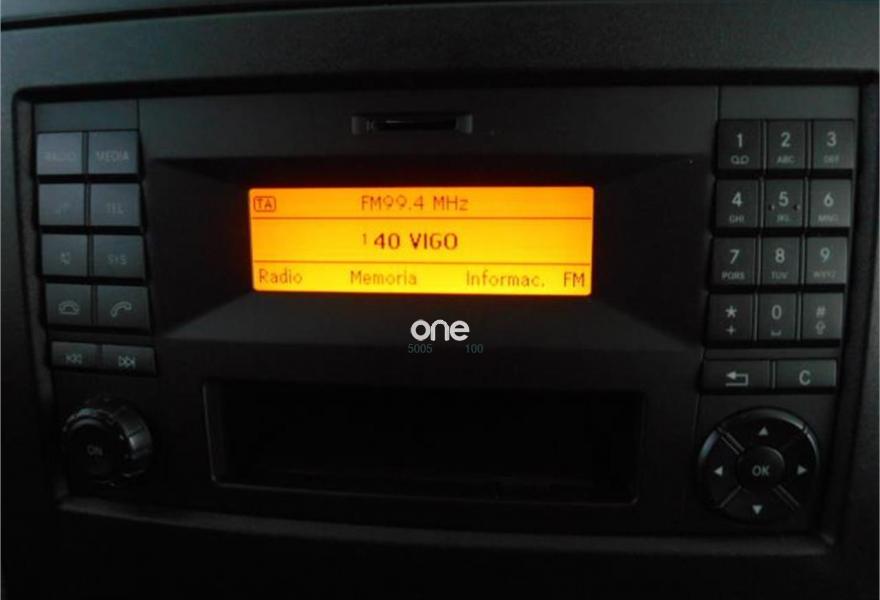 RADIO MEDIA
TEL
SYS
ON
TA FM99.4 MHz
1 40 VIGO
Radio Memoria Informac. FM
one
5005 100
1 2 3
ABC DEF
4 5 6
GHI JKL MNO
7 8 9
PQRS TUV WXYZ
* 0 #
+
C
OK